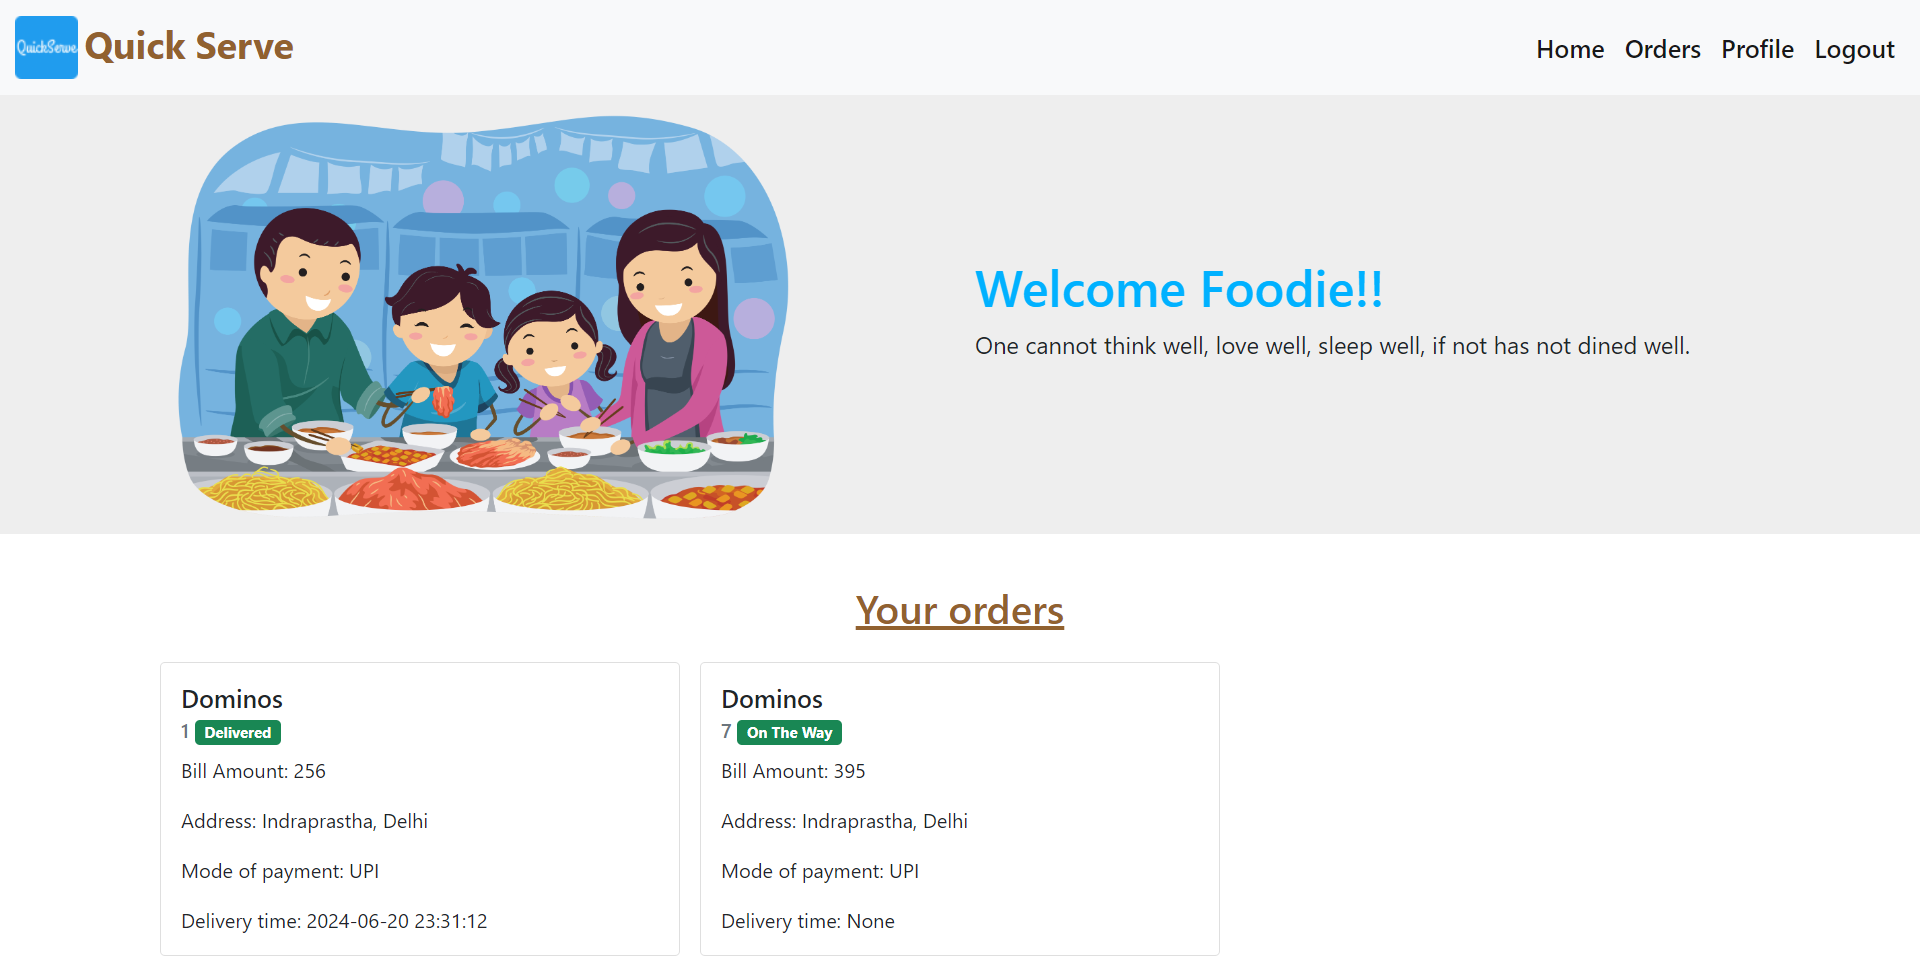 QuickServe
Quick Serve
Home Orders Profile Logout
Welcome Foodie!!
One cannot think well, love well, sleep well, if not has not dined well.
Your orders
Dominos
1 Delivered
Bill Amount: 256
Address: Indraprastha, Delhi
Mode of payment: UPI
Delivery time: 2024-06-20 23:31:12
Dominos
7 On The Way
Bill Amount: 395
Address: Indraprastha, Delhi
Mode of payment: UPI
Delivery time: None